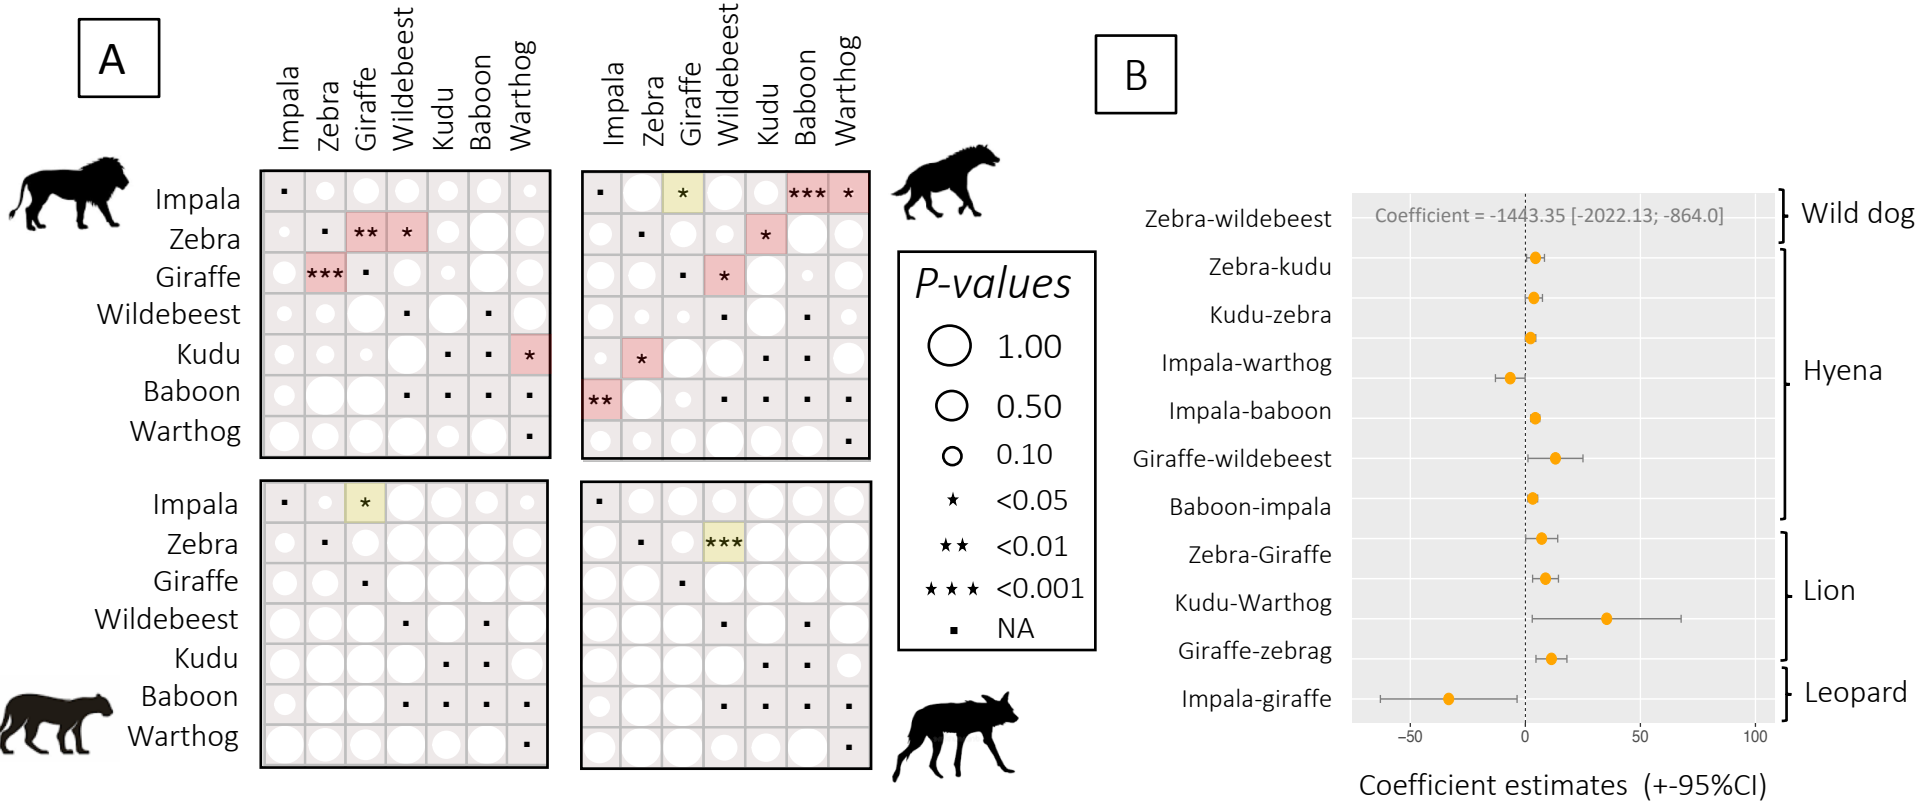 A
Impala
Zebra
Giraffe
Wildebeest
Kudu
Baboon
Warthog
Impala
Zebra
Giraffe
Wildebeest
Kudu
Baboon
Warthog
Impala
Zebra
Giraffe
Wildebeest
Kudu
Baboon
Warthog
** *
***
*
* *** *
*
*
*
**
Impala
Zebra
Giraffe
Wildebeest
Kudu
Baboon
Warthog
*
***
P-values
1.00
0.50
0.10
★ <0.05
★★ <0.01
★★★ <0.001
▪ NA
B
Zebra-wildebeest
Zebra-kudu
Kudu-zebra
Impala-warthog
Impala-baboon
Giraffe-wildebeest
Baboon-impala
Zebra-Giraffe
Kudu-Warthog
Giraffe-zebrag
Impala-giraffe
Coefficient = -1443.35 [-2022.13; -864.0]
Wild dog
Hyena
Lion
Leopard
−50 0 50 100
Coefficient estimates (+-95%CI)